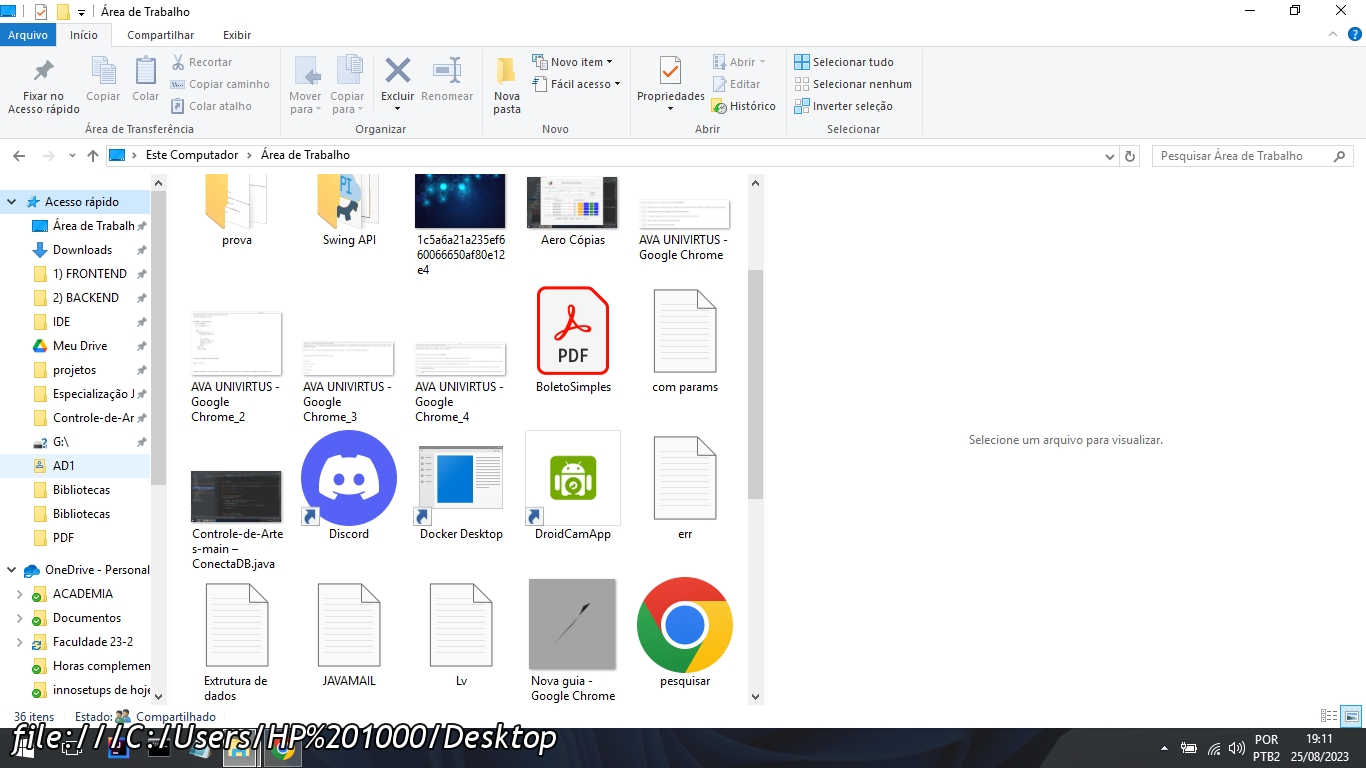 Área de Trabalho
Arquivo
Início
Compartilhar
Exibir
Fixar no
Acesso rápido
Copiar
Colar
Recortar
Copiar caminho
Colar atalho
Área de Transferência
Mover
para
Copiar
para
Excluir
Renomear
Organizar
Nova
pasta
Novo item
Fácil acesso
Novo
Propriedades
Abrir
Editar
Histórico
Abrir
Selecionar tudo
Selecionar nenhum
Inverter seleção
Selecionar
Este Computador
Área de Trabalho
Pesquisar Área de Trabalho
Acesso rápido
Área de Trabalh
Downloads
1) FRONTEND
2) BACKEND
IDE
Meu Drive
projetos
Especialização J
Controle-de-Ar
G:\
AD1
Bibliotecas
Bibliotecas
PDF
OneDrive - Personal
ACADEMIA
Documentos
Faculdade 23-2
Horas complemen
innosetups de hoje
prova
PI
Swing API
1c5a6a21a235ef6
60066650af80e12
e4
Aero Cópias
AVA UNIVIRTUS -
Google Chrome
AVA UNIVIRTUS -
Google
Chrome_2
AVA UNIVIRTUS -
Google
Chrome_3
AVA UNIVIRTUS -
Google
Chrome_4
PDF
BoletoSimples
com params
Controle-de-Arte
s-main –
ConectaDB.java
Discord
Docker Desktop
DroidCamApp
err
Extrutura de
dados
JAVAMAIL
Lv
Nova guia -
Google Chrome
pesquisar
Selecione um arquivo para visualizar.
36 itens
Estado:
Compartilhado
file:///C:/Users/HP%201000/Desktop
POR
PTB2
19:11
25/08/2023